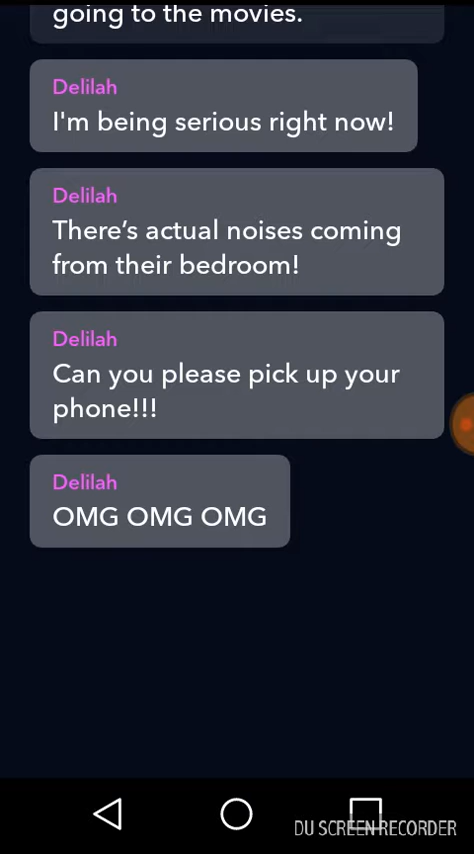 going to the movies.
Delilah
I'm being serious right now!
Delilah
There’s actual noises coming
from their bedroom!
Delilah
Can you please pick up your
phone!!!
Delilah
OMG OMG OMG
DU SCREEN RECORDER